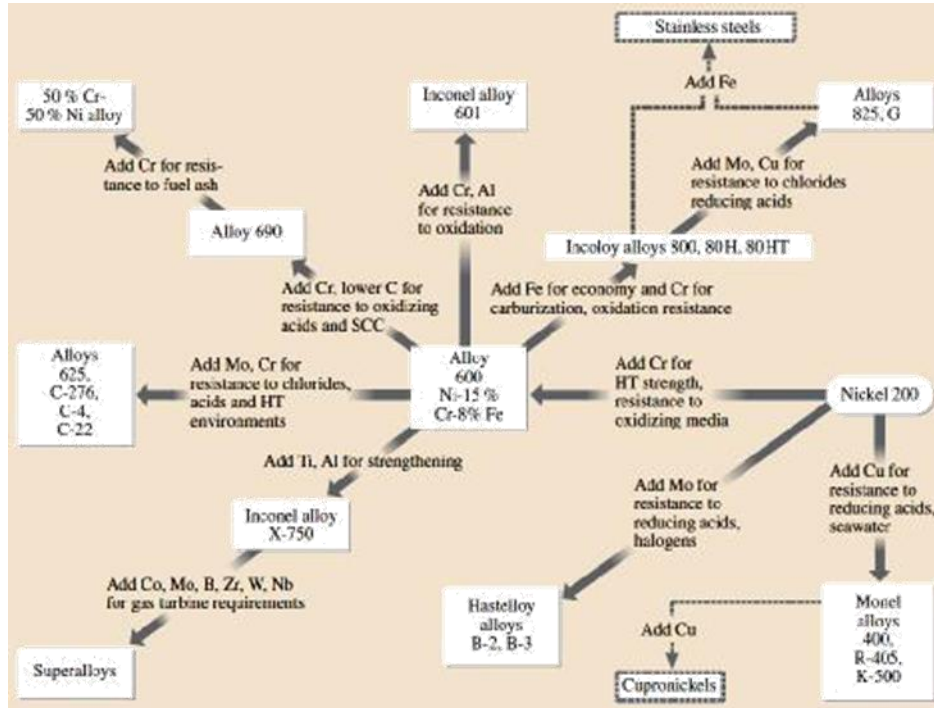 Stainless steels
Add Fe
50 % Cr-
50 % Ni alloy
Inconel alloy
601
Alloys
825, G
Add Cr for resis-
tance to fuel ash
Add Cr, Al
for resistance
to oxidation
Add Mo, Cu for
resistance to chlorides
reducing acids
Alloy 690
Incoloy alloys 800, 80H, 80HT
Add Cr, lower C for
resistance to oxidizing
acids and SCC
Add Fe for economy and Cr for
carburization, oxidation resistance
Alloys
625,
C-276,
C-4,
C-22
Add Mo, Cr for
resistance to chlorides,
acids and HT
environments
Alloy
600
Ni-15 %
Cr-8% Fe
Add Cr for
HT strength,
resistance to
oxidizing media
Nickel 200
Add Ti, Al for strengthening
Add Mo for
resistance to
reducing acids,
halogens
Add Cu for
resistance to
reducing acids,
seawater
Inconel alloy
X-750
Add Co, Mo, B, Zr, W, Nb
for gas turbine requirements
Hastelloy
alloys
B-2, B-3
Add Cu
Monel
alloys
400,
R-405,
K-500
Superalloys
Cupronickels